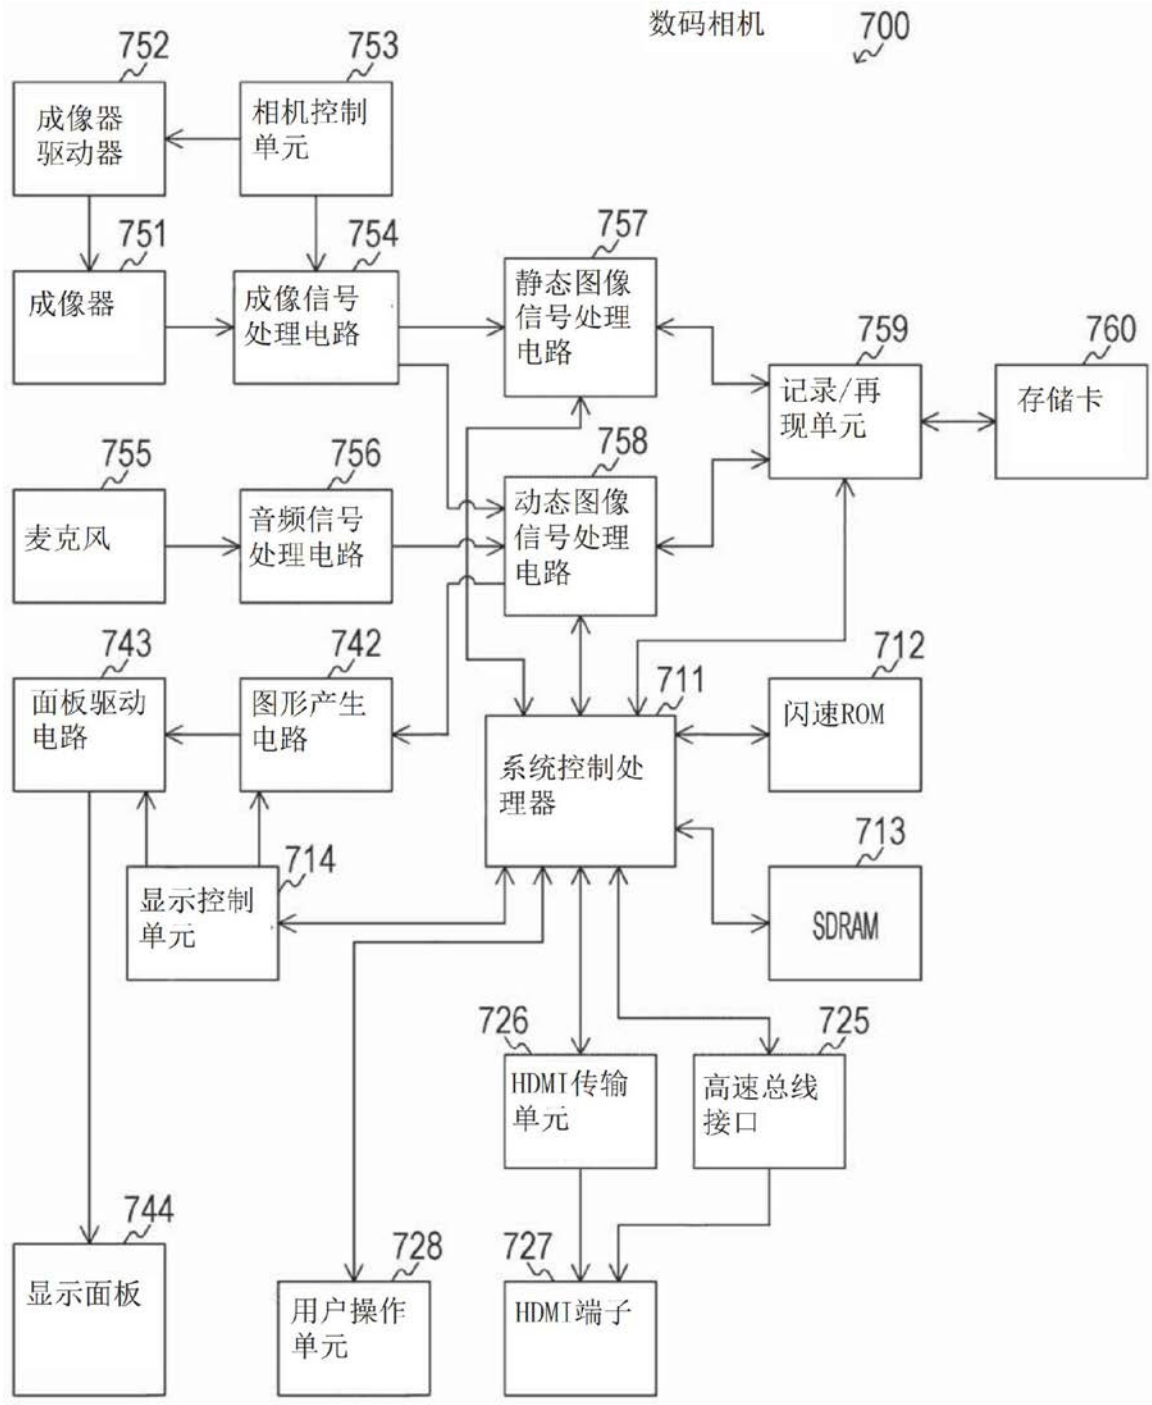 数码相机 700
752
753
成像器
驱动器
相机控制
单元
751
754
757
成像器
成像信号
处理电路
静态图像
信号处理
电路
759
760
记录/再
现单元
存储卡
755
756
758
麦克风
音频信号
处理电路
动态图像
信号处理
电路
743
742
711
712
面板驱动
电路
图形产生
电路
系统控制处
理器
闪速ROM
714
713
显示控制
单元
SDRAM
726
725
HDMI传输
单元
高速总线
接口
744
728
727
显示面板
用户操作
单元
HDMI端子